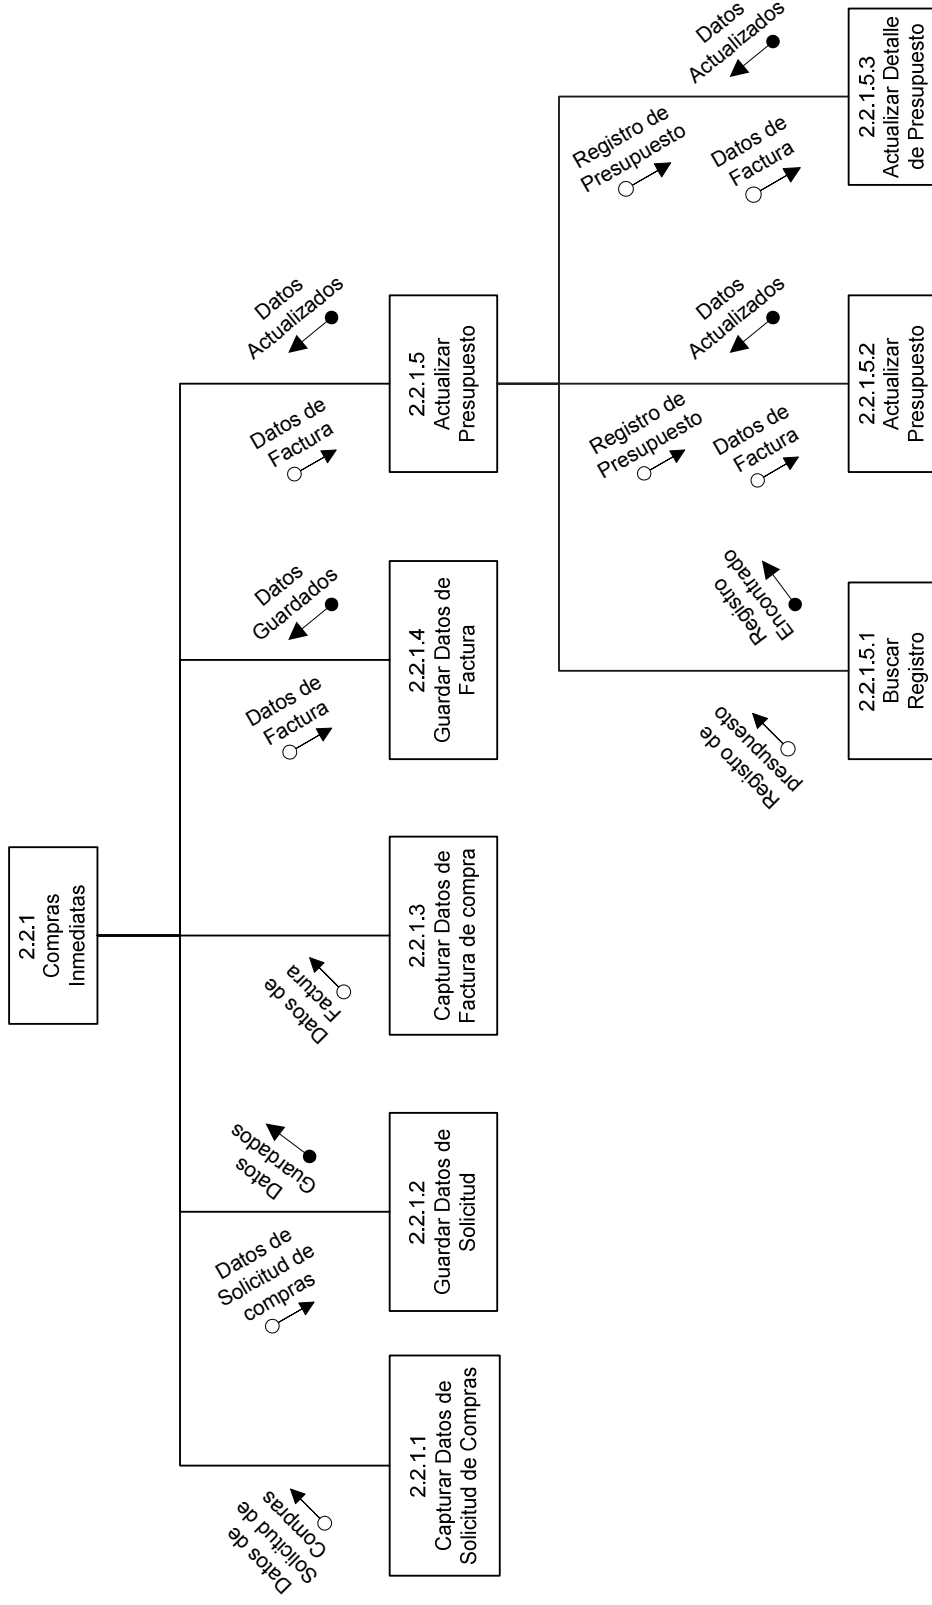 2.2.1
Compras
Inmediatas
Datos de
Solicitud de
Compras
Datos de
Solicitud de
compras
Datos
Guardados
Datos de
Factura
Datos de
Factura
Datos
Guardados
Datos de
Factura
Datos
Actualizados
2.2.1.1
Capturar Datos de
Solicitud de Compras
2.2.1.2
Guardar Datos de
Solicitud
2.2.1.3
Capturar Datos de
Factura de compra
2.2.1.4
Guardar Datos de
Factura
2.2.1.5
Actualizar
Presupuesto
Registro de
presupuesto
Registro
Encontrado
Registro de
Presupuesto
Datos de
Factura
Datos
Actualizados
Registro de
Presupuesto
Datos de
Factura
Datos
Actualizados
2.2.1.5.1
Buscar
Registro
2.2.1.5.2
Actualizar
Presupuesto
2.2.1.5.3
Actualizar Detalle
de Presupuesto